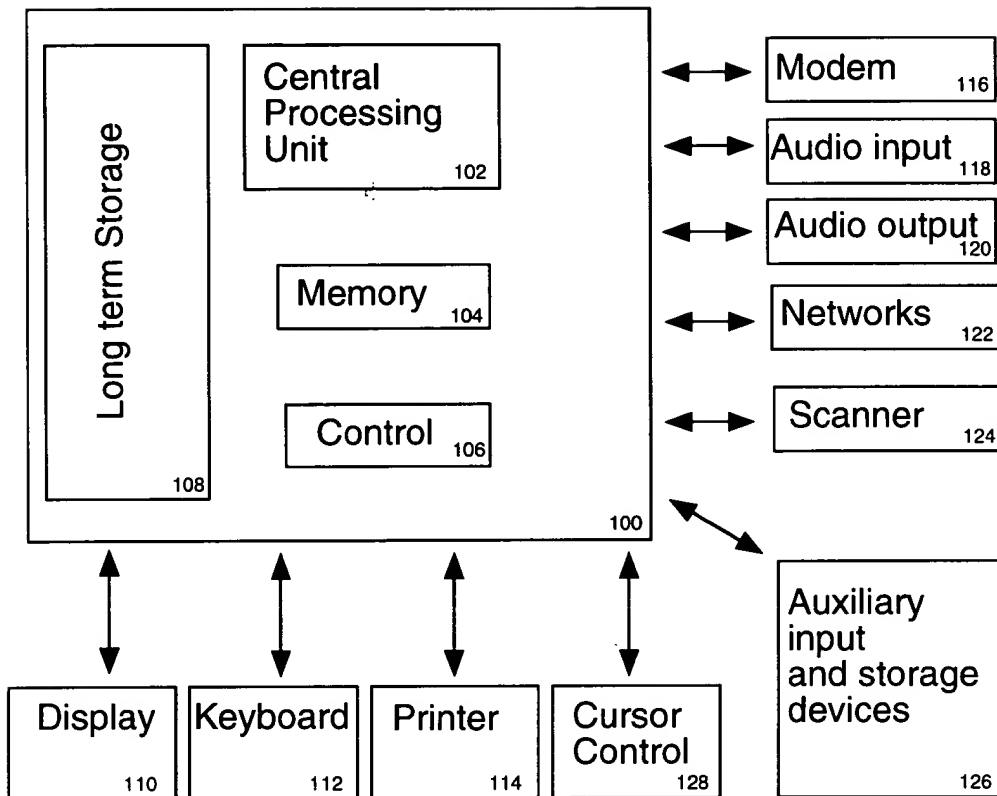 Long term Storage
108
Central
Processing
Unit
102
Memory
104
Control
106
100
Modem
116
Audio input
118
Audio output
120
Networks
122
Scanner
124
Auxiliary
input
and storage
devices
126
Display
110
Keyboard
112
Printer
114
Cursor
Control
128